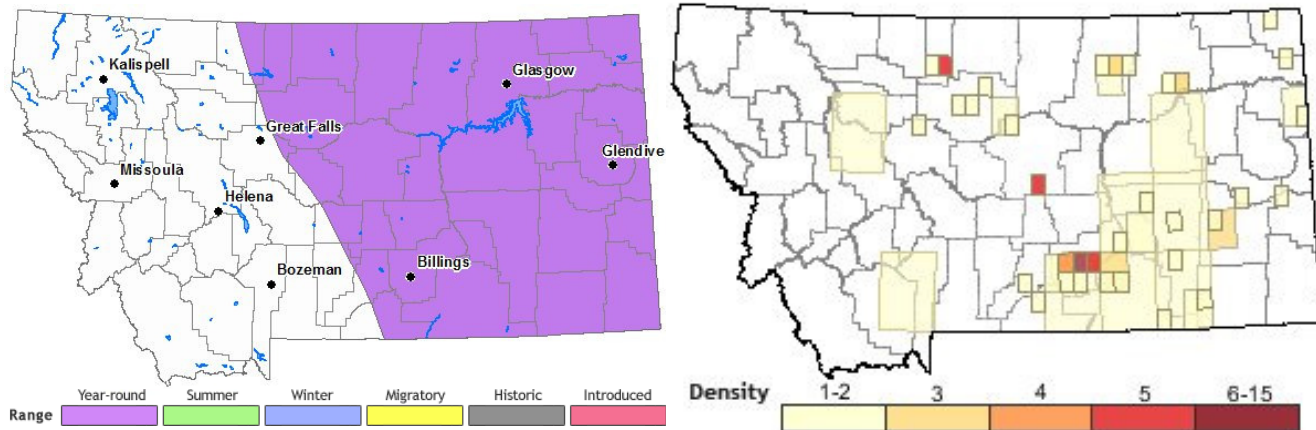 Kalispell
Glasgow
Great Falls
Glendive
Missoula
Helena
Bozeman
Billings
Range Year-round Summer Winter Migratory Historic Introduced
Density 1-2 3 4 5 6-15